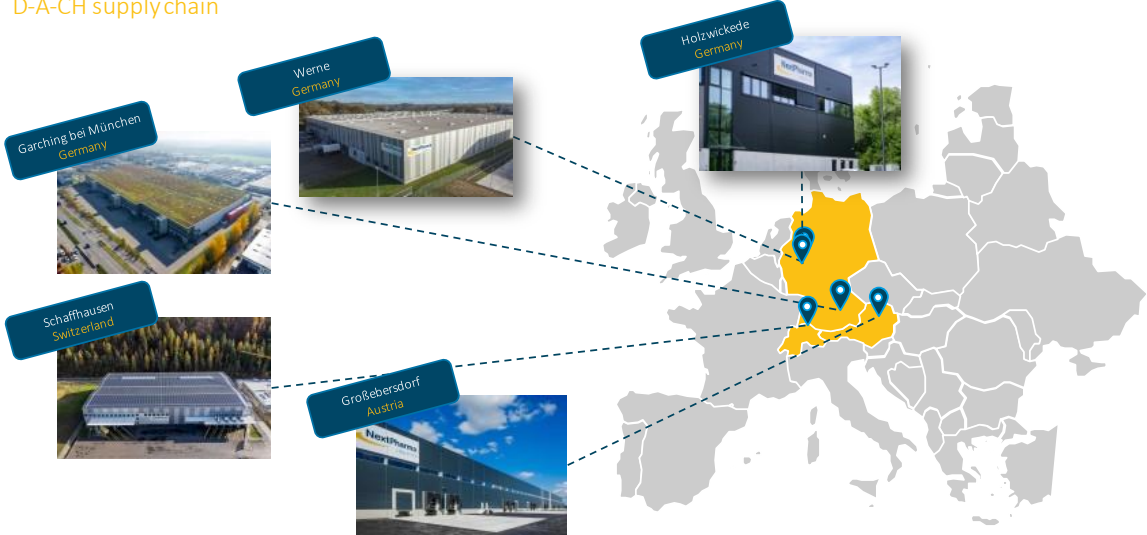 D-A-CH supply chain
Holzwickede
Germany
NextPharma
Werne
Germany
Garching bei München
Germany
Schaffhausen
Switzerland
Großebersdorf
Austria
NextPharma